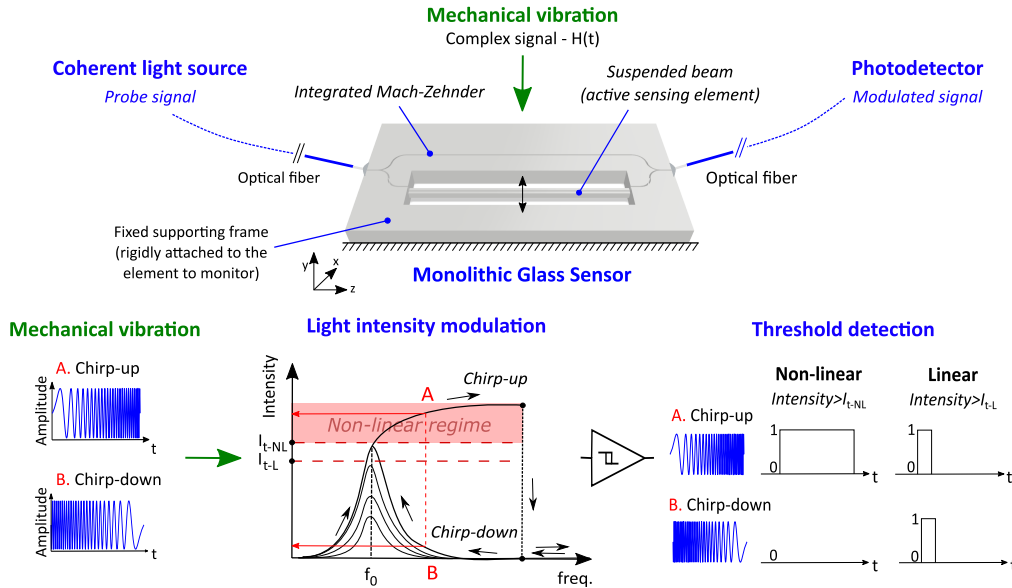 Mechanical vibration
Complex signal - H(t)
Coherent light source
Probe signal
Integrated Mach-Zehnder
Suspended beam
(active sensing element)
Photodetector
Modulated signal
Optical fiber
Optical fiber
Fixed supporting frame
(rigidly attached to the
element to monitor)
y
x
z
Monolithic Glass Sensor
Mechanical vibration
A. Chirp-up
Amplitude
t
B. Chirp-down
Amplitude
t
Light intensity modulation
Intensity
Chirp-up
A
Non-linear regime
It-NL
It-L
Chirp-down
f0
B
freq.
Threshold detection
Non-linear
Intensity>It-NL
Linear
Intensity>It-L
A. Chirp-up
1
0
t
1
0
t
B. Chirp-down
0
t
1
0
t